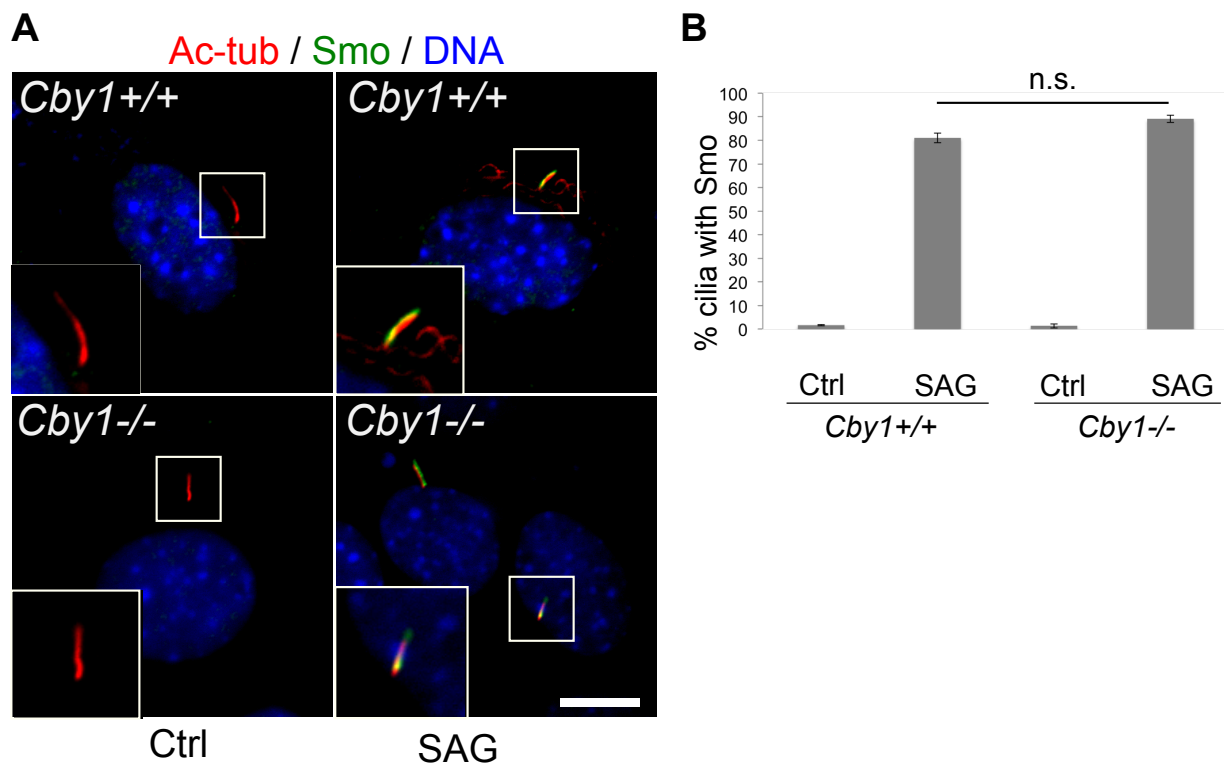 A
Ac-tub / Smo / DNA
Cby1+/+
Cby1+/+
Cby1-/-
Cby1-/-
Ctrl
SAG
B
n.s.
% cilia with Smo
100
90
80
70
60
50
40
30
20
10
0
Ctrl
SAG
Ctrl
SAG
Cby1+/+
Cby1-/-